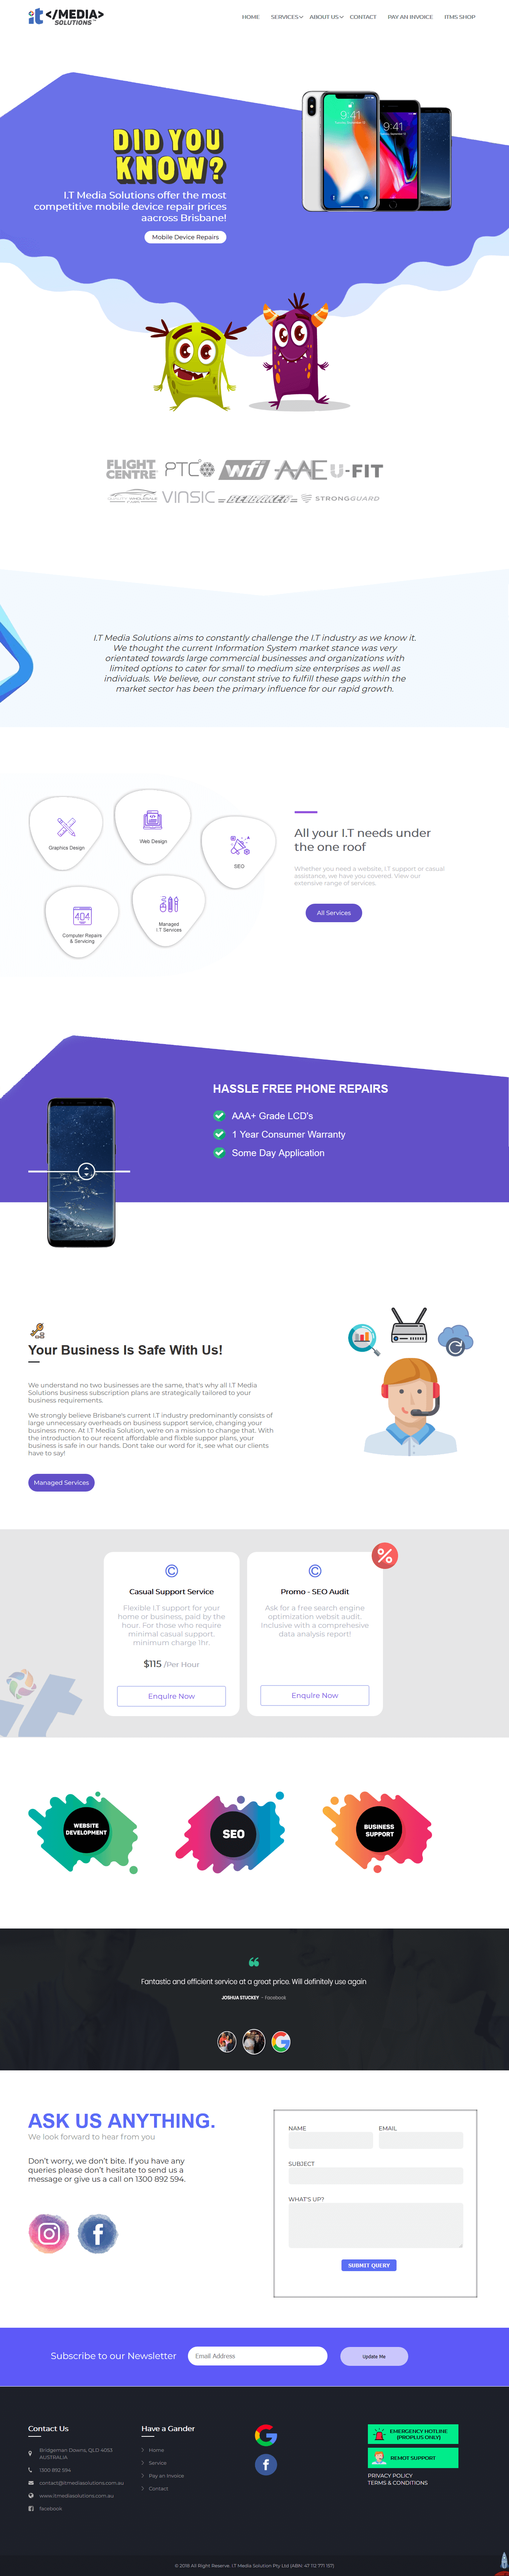 it </MEDIA>
SOLUTIONS
HOME SERVICES ABOUT US CONTACT PAY AN INVOICE ITMS SHOP
DID YOU
KNOW?
I.T Media Solutions offer the most
competitive mobile device repair prices
aacross Brisbane!
Mobile Device Repairs
9:41
9:41
FLIGHT
CENTRE
PTC
wfi
AAE
U-FIT
VINSIC
STRONGGUARD
I.T Media Solutions aims to constantly challenge the I.T industry as we know it.
We thought the current Information System market stance was very
orientated towards large commercial businesses and organizations with
limited options to cater for small to medium size enterprises as well as
individuals. We believe, our constant strive to fulfill these gaps within the
market sector has been the primary influence for our rapid growth.
Graphics Design
Web Design
SEO
404
Computer Repairs
& Servicing
Managed
I.T Services
All your I.T needs under
the one roof
Whether you need a website, I.T support or casual
assistance, we have you covered. View our
extensive range of services.
All Services
HASSLE FREE PHONE REPAIRS
AAA+ Grade LCD's
1 Year Consumer Warranty
Some Day Application
Your Business Is Safe With Us!
We understand no two businesses are the same, that's why all I.T Media
Solutions business subscription plans are strategically tailored to your
business requirements.
We strongly believe Brisbane's current I.T industry predominantly consists of
large unnecessary overheads on business support service, changing your
business more. At I.T Media Solution, we're on a mission to change that. With
the introduction to our recent affordable and flixible suppor plans, your
business is safe in our hands. Dont take our word for it, see what our clients
have to say!
Managed Services
%
Casual Support Service
Flexible I.T support for your
home or business, paid by the
hour. For those who require
minimal casual support.
minimum charge 1hr.
$115 /Per Hour
Enquire Now
Promo - SEO Audit
Ask for a free search engine
optimization websit audit.
Inclusive with a comprehesive
data analysis report!
Enquire Now
WEBSITE
DEVELOPMENT
SEO
BUSINESS
SUPPORT
Fantastic and efficient service at a great price. Will definitely use again
JOSHUA STUCKEY – Facebook
ASK US ANYTHING.
We look forward to hear from you
Don't worry, we don't bite. If you have any
queries please don't hesitate to send us a
message or give us a call on 1300 892 594.
NAME EMAIL
SUBJECT
WHAT'S UP?
SUBMIT QUERY
Subscribe to our Newsletter
Email Address
Update Me
Contact Us
Bridgeman Downs, QLD 4053
AUSTRALIA
1300 892 594
contact@itmediasolutions.com.au
www.itmediasolutions.com.au
facebook
Have a Gander
Home
Service
Pay an Invoice
Contact
EMERGENCY HOTLINE
(PROPLUS ONLY)
REMOT SUPPORT
PRIVACY POLICY
TERMS & CONDITIONS
© 2018 All Right Reserve. I.T Media Solution Pty Ltd (ABN: 47 112 771 157)